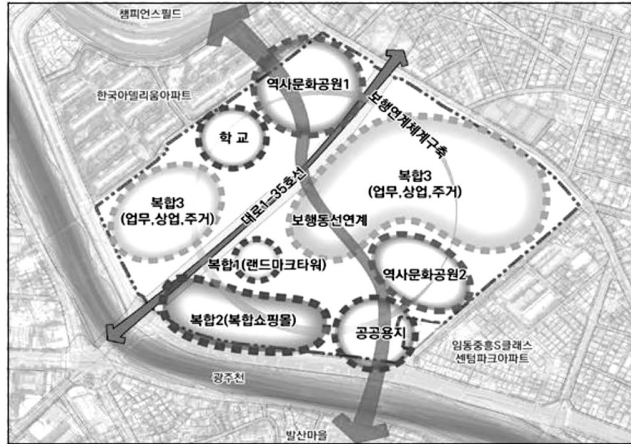 챔피언스필드
역사문화공원1
한국아델리움아파트
보행연계체계구축
학 교
복합3
(업무,상업,주거)
복합3
(업무,상업,주거)
대로1-35호선
보행동선연계
복합1(랜드마크타워)
역사문화공원2
복합2(복합쇼핑몰)
공공용지
임동중흥S클래스
센텀파크아파트
광주천
발산마을